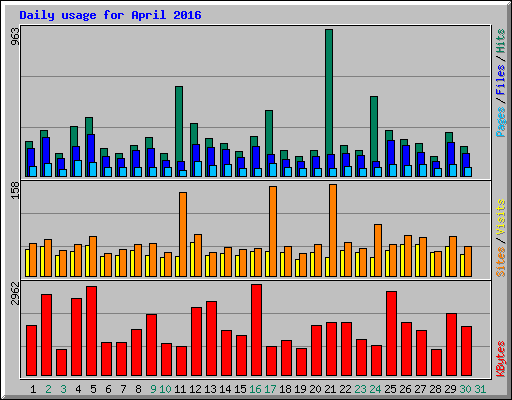 Daily usage for April 2016
963
Pages / Files / Hits
188
Sites / Visits
2962
KBytes
1 2 3 4 5 6 7 8 9 10 11 12 13 14 15 16 17 18 19 20 21 22 23 24 25 26 27 28 29 30 31